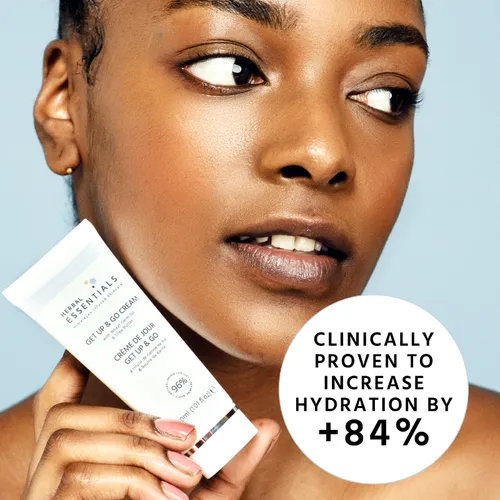 HERBAL
ESSENTIALS
GET UP & GO CREAM
CRÈME DE JOUR
GET UP & GO
96%
CLINICALLY
PROVEN TO
INCREASE
HYDRATION BY
+84%